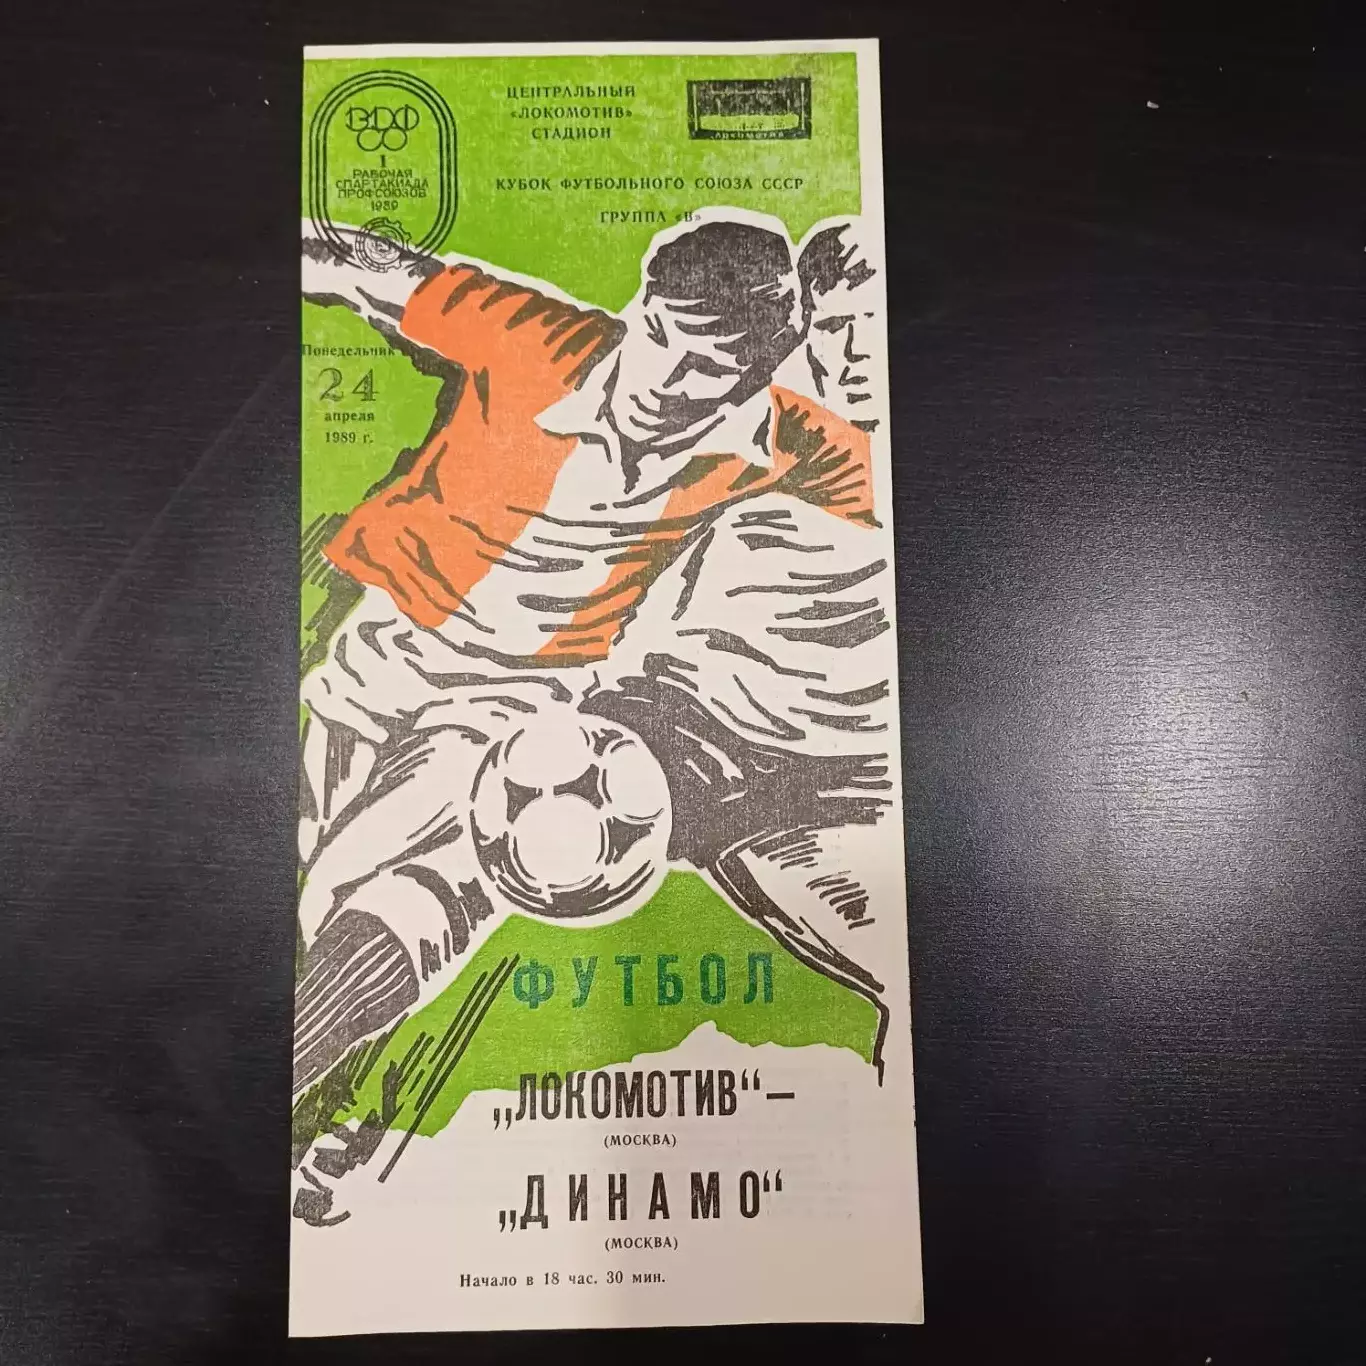 ЦЕНТРАЛЬНЫЙ
«ЛОКОМОТИВ»
СТАДИОН
ВДФСО
I
РАБОЧАЯ
СПАРТАКИАДА
ПРОФСОЮЗОВ
1989
ЛОКОМОТИВ
КУБОК ФУТБОЛЬНОГО СОЮЗА СССР
ГРУППА «В»
Понедельник
24
апреля
1989 г.
ФУТБОЛ
„ЛОКОМОТИВ“—
(МОСКВА)
„ДИНАМО“
(МОСКВА)
Начало в 18 час. 30 мин.